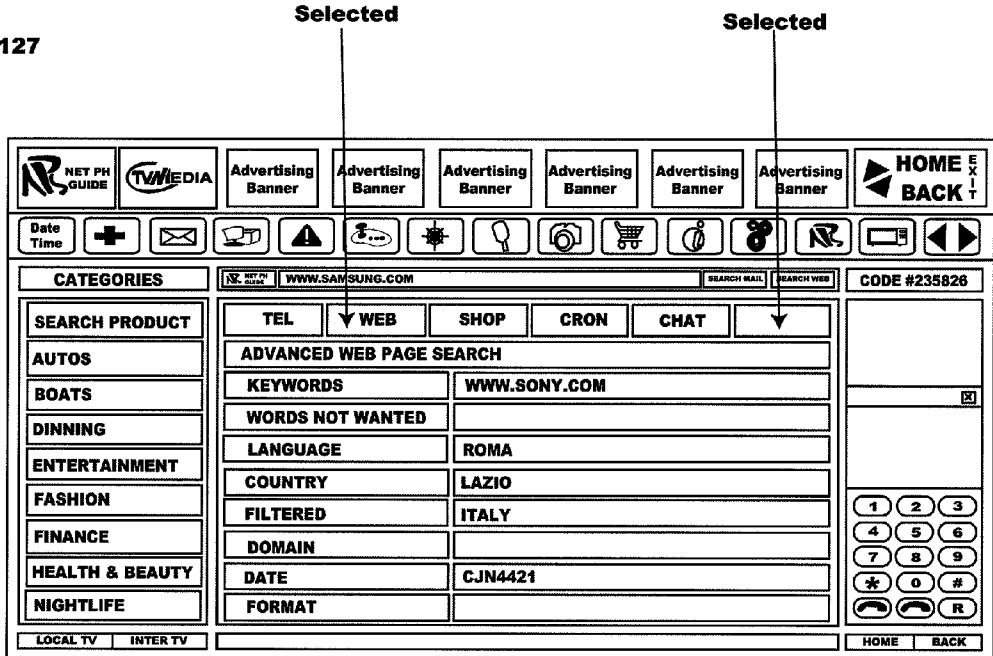 Selected
Selected
127
NET PH
GUIDE
TV/MEDIA
Advertising
Banner
Advertising
Banner
Advertising
Banner
Advertising
Banner
Advertising
Banner
Advertising
Banner
HOME
BACK
EXIT
Date
Time
CATEGORIES
NET PH
GUIDE
WWW.SAMSUNG.COM
SEARCH MAIL
SEARCH WEB
CODE #235826
SEARCH PRODUCT
AUTOS
BOATS
DINNING
ENTERTAINMENT
FASHION
FINANCE
HEALTH & BEAUTY
NIGHTLIFE
TEL WEB SHOP CRON CHAT
ADVANCED WEB PAGE SEARCH
KEYWORDS WWW.SONY.COM
WORDS NOT WANTED
LANGUAGE ROMA
COUNTRY LAZIO
FILTERED ITALY
DOMAIN
DATE CJN4421
FORMAT
X
1 2 3
4 5 6
7 8 9
* 0 #
R
LOCAL TV INTER TV
HOME BACK